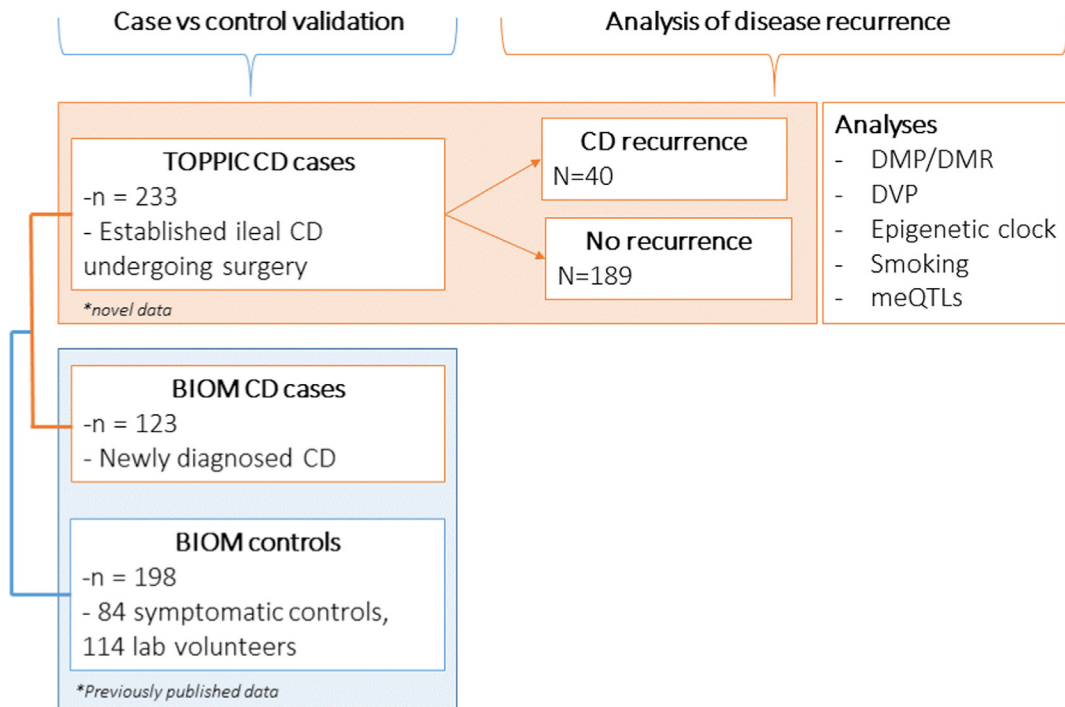 Case vs control validation
Analysis of disease recurrence
TOPPIC CD cases
-n = 233
- Established ileal CD
undergoing surgery
*novel data
CD recurrence
N=40
No recurrence
N=189
Analyses
- DMP/DMR
- DVP
- Epigenetic clock
- Smoking
- meQTLs
BIOM CD cases
-n = 123
- Newly diagnosed CD
BIOM controls
-n = 198
- 84 symptomatic controls,
114 lab volunteers
*Previously published data